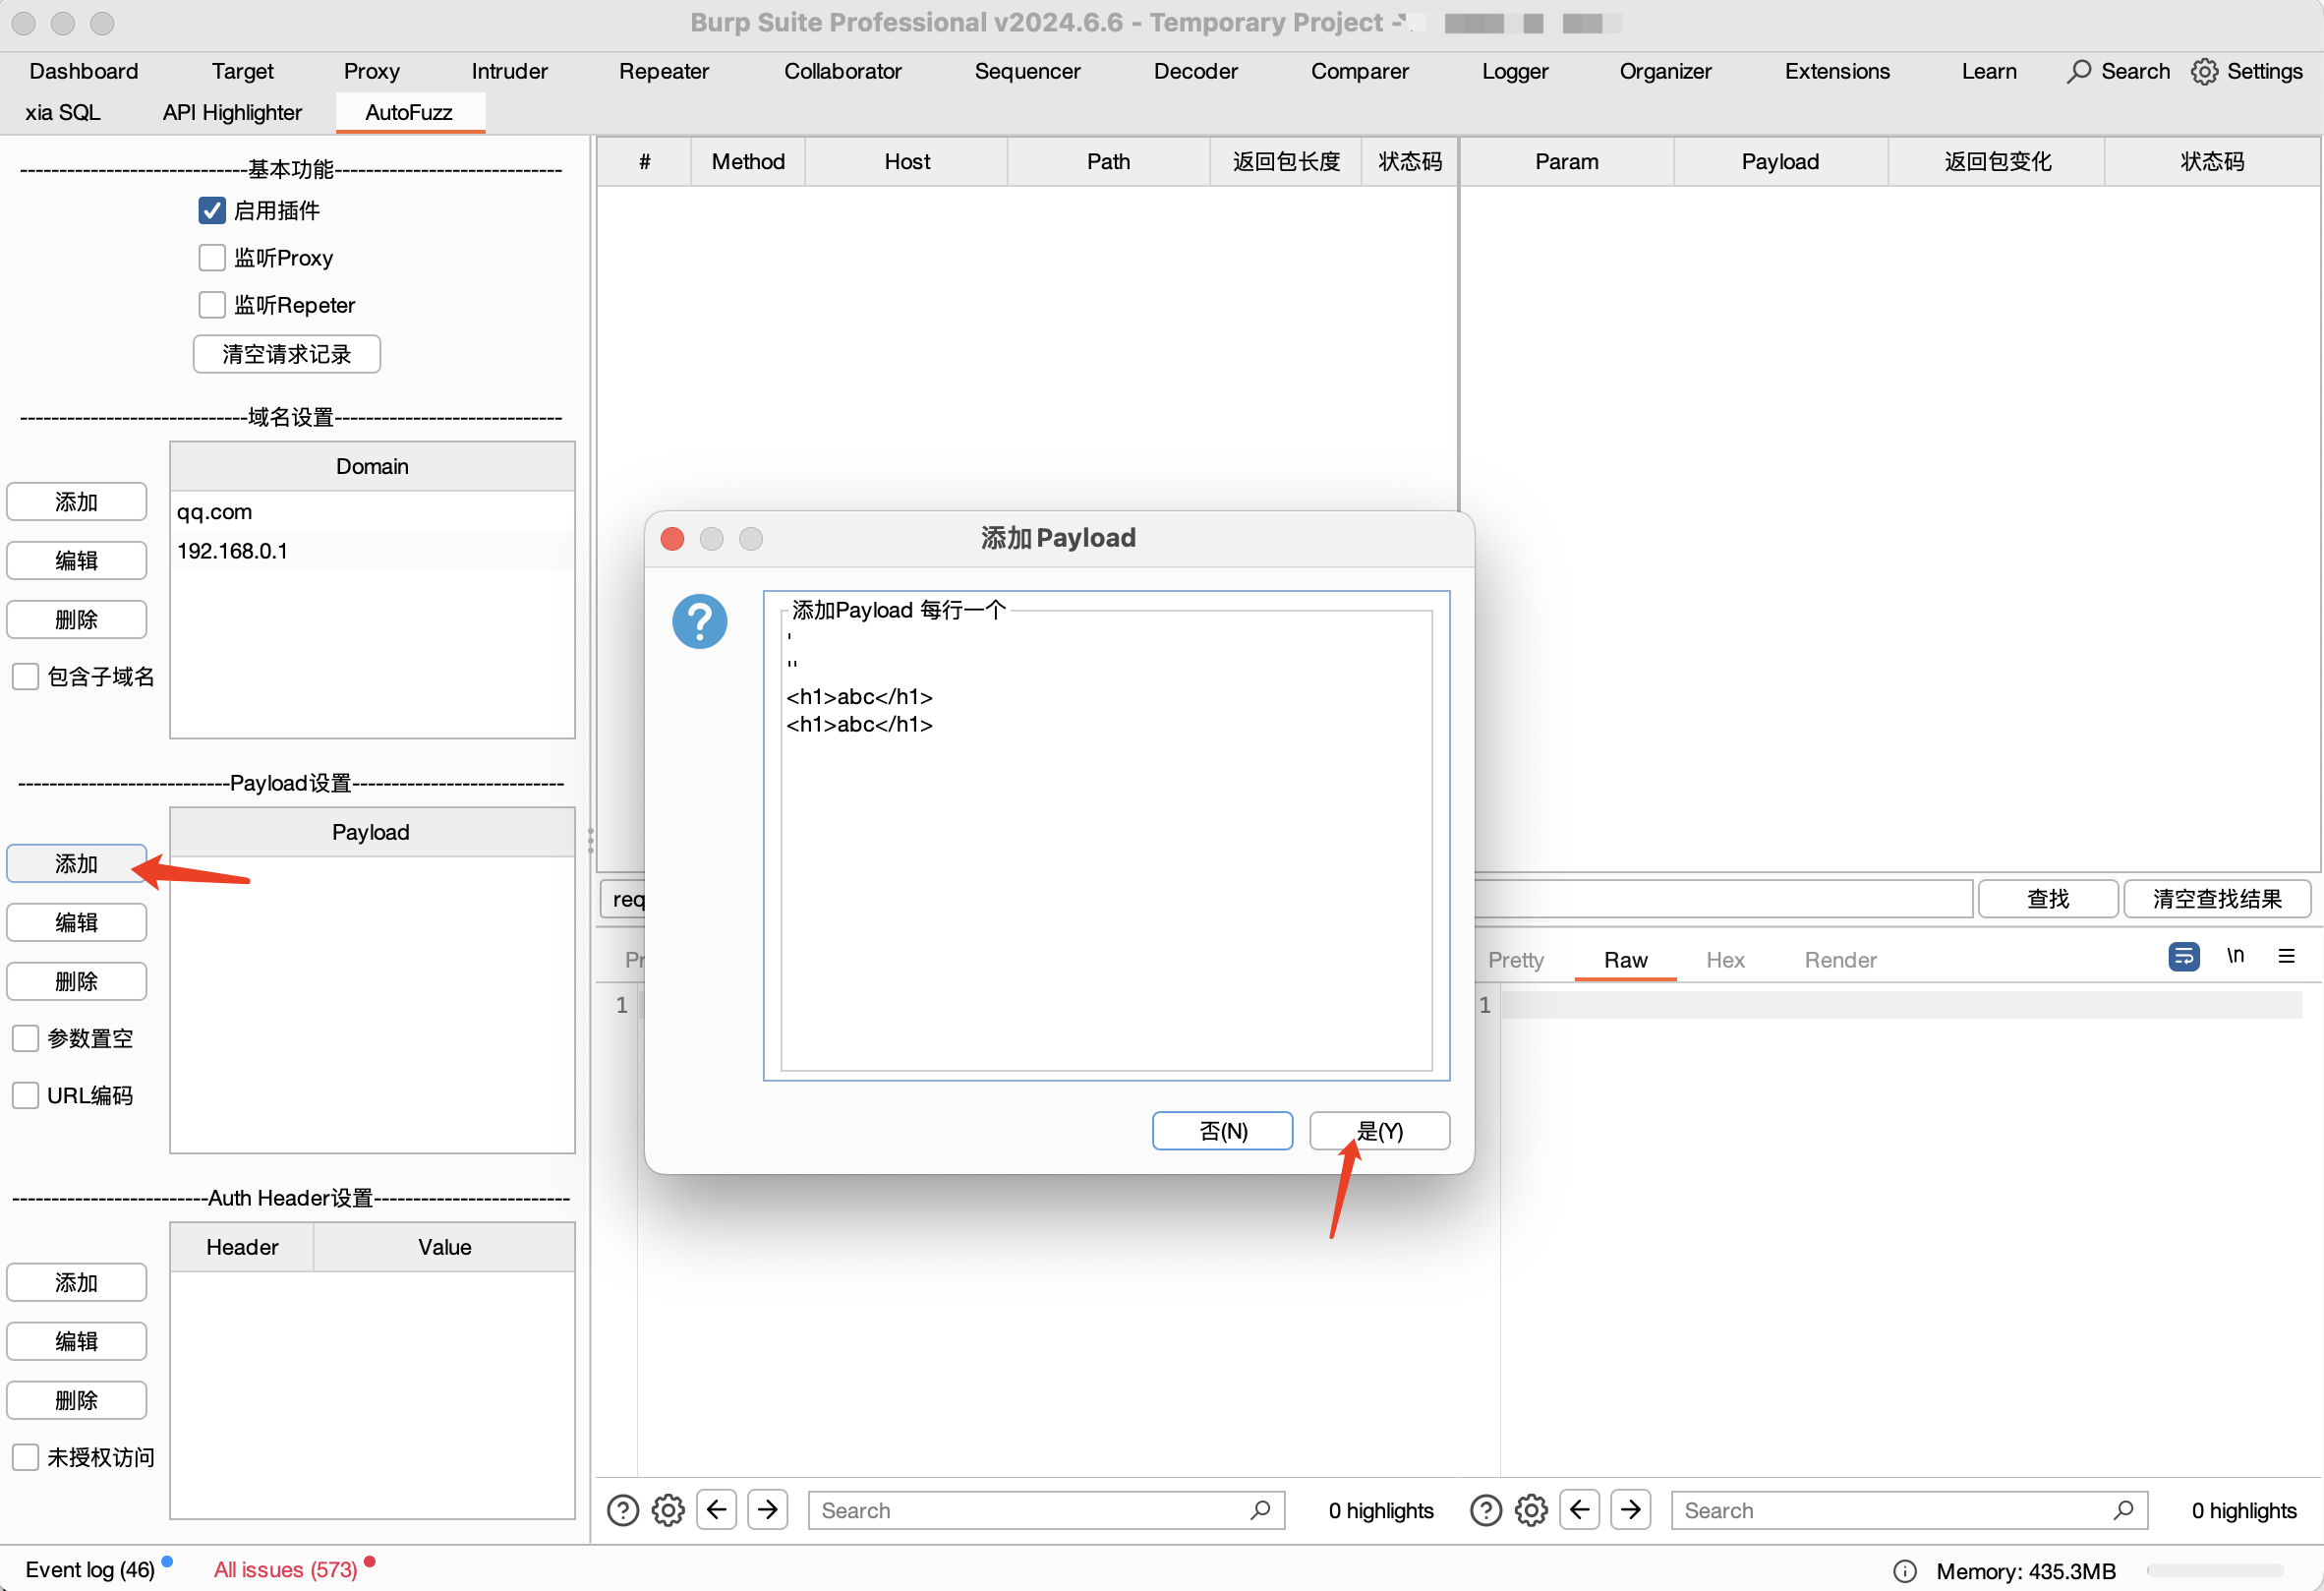 Burp Suite Professional v2024.6.6 - Temporary Project -
Dashboard Target Proxy Intruder Repeater Collaborator Sequencer Decoder Comparer Logger Organizer Extensions Learn Search Settings
xia SQL API Highlighter AutoFuzz
-----------------------------基本功能-----------------------------
启用插件
监听Proxy
监听Repeter
清空请求记录
-----------------------------域名设置-----------------------------
Domain
添加
编辑
删除
包含子域名
qq.com
192.168.0.1
---------------------------Payload设置---------------------------
Payload
添加
编辑
删除
参数置空
URL编码
-------------------------Auth Header设置-------------------------
Header Value
添加
编辑
删除
未授权访问
# Method Host Path 返回包长度 状态码
Param Payload 返回包变化 状态码
添加Payload
添加Payload 每行一个
'
''
<h1>abc</h1>
<h1>abc</h1>
否(N) 是(Y)
req
查找 清空查找结果
Pr
1
Pretty Raw Hex Render \n
1
Search 0 highlights
Search 0 highlights
Event log (46) All issues (573) Memory: 435.3MB